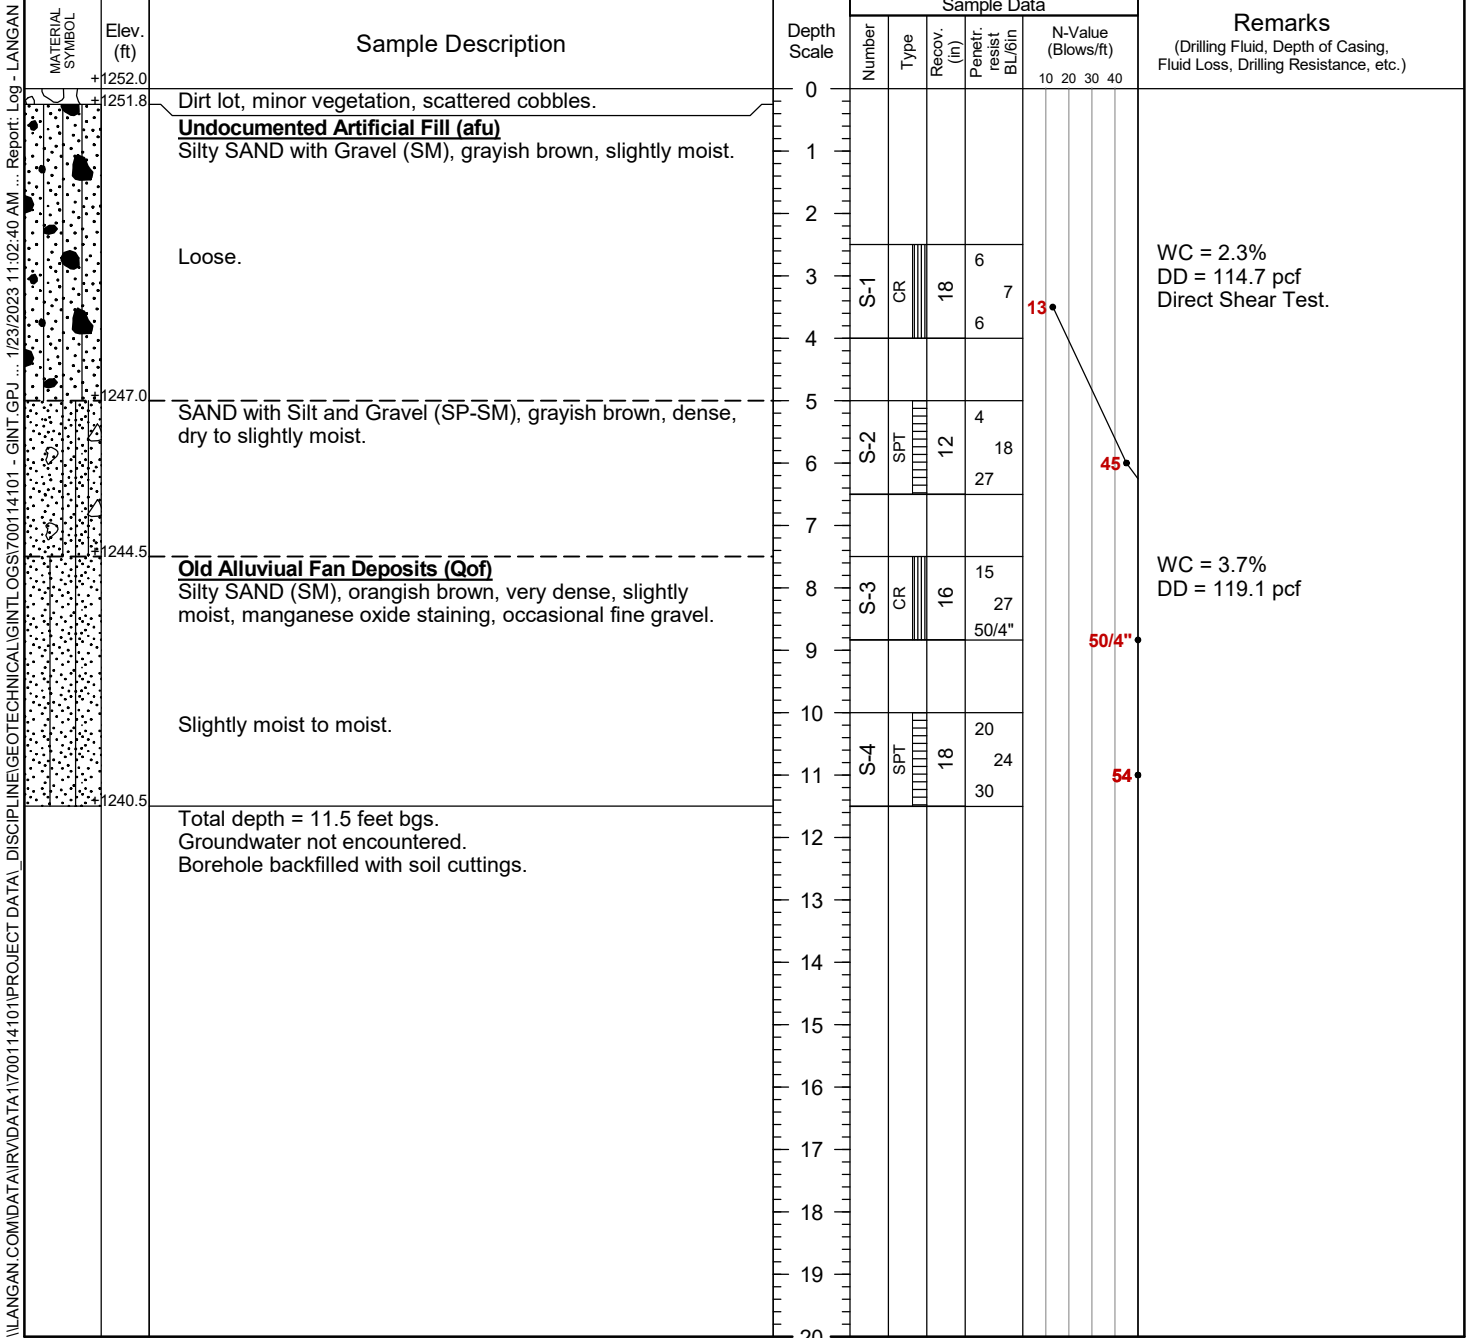 \\LANGAN.COM\DATA\IRV\DATA1\700114101\PROJECT DATA\_DISCIPLINE\GEOTECHNICAL\GINTLOGS\700114101 - GINT.GPJ ... 1/23/2023 11:02:40 AM ... Report: Log - LANGAN
MATERIAL SYMBOL
Elev. (ft)
Sample Description
Depth Scale
Sample Data
Number
Type
Recov. (in)
Penetr. resist BL/6in
N-Value (Blows/ft)
10 20 30 40
Remarks
(Drilling Fluid, Depth of Casing,
Fluid Loss, Drilling Resistance, etc.)
+1252.0
0
+1251.8
Dirt lot, minor vegetation, scattered cobbles.
Undocumented Artificial Fill (afu)
Silty SAND with Gravel (SM), grayish brown, slightly moist.
1
2
Loose.
3
S-1 CR 18
6
7
6
13
WC = 2.3%
DD = 114.7 pcf
Direct Shear Test.
4
+1247.0
5
SAND with Silt and Gravel (SP-SM), grayish brown, dense,
dry to slightly moist.
S-2 SPT 12
4
18
27
45
6
7
+1244.5
Old Alluviual Fan Deposits (Qof)
Silty SAND (SM), orangish brown, very dense, slightly
moist, manganese oxide staining, occasional fine gravel.
8
S-3 CR 16
15
27
50/4"
50/4"
WC = 3.7%
DD = 119.1 pcf
9
10
Slightly moist to moist.
S-4 SPT 18
20
24
30
54
11
+1240.5
Total depth = 11.5 feet bgs.
Groundwater not encountered.
Borehole backfilled with soil cuttings.
12
13
14
15
16
17
18
19
20